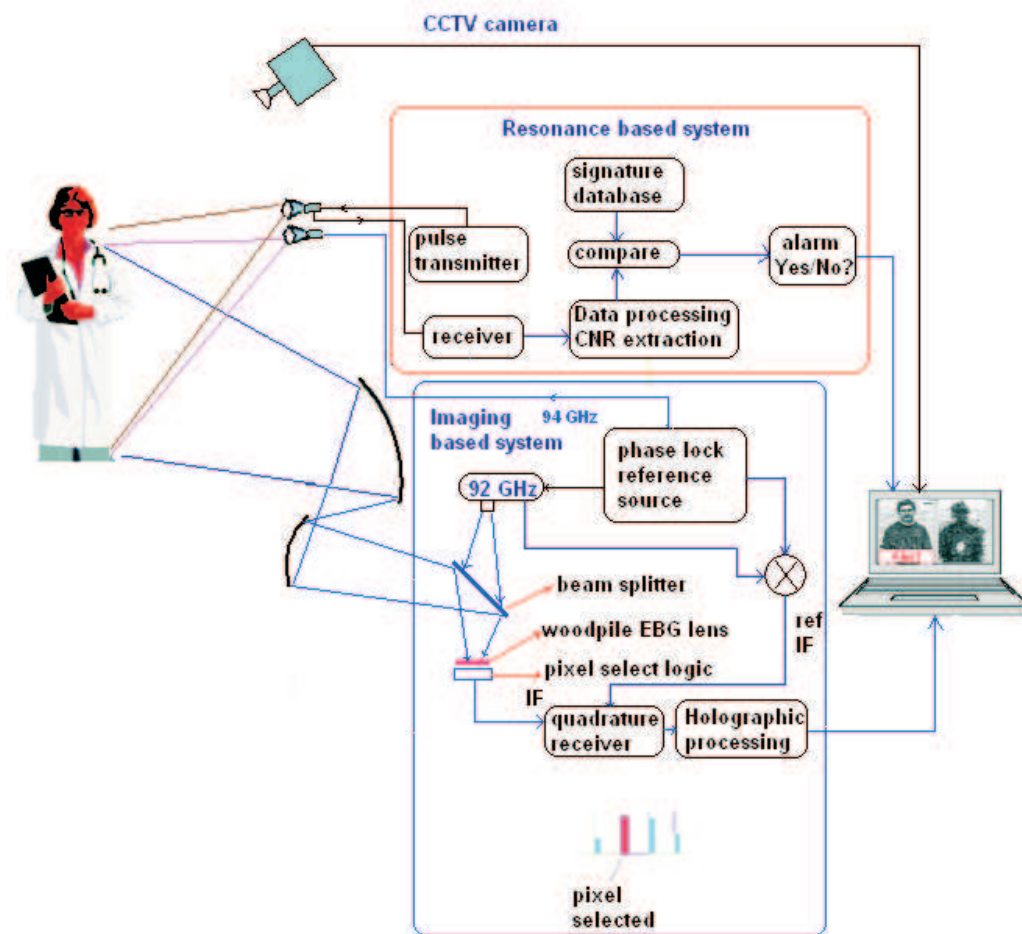 CCTV camera
Resonance based system
signature
database
pulse
transmitter
compare
alarm
Yes/No?
receiver
Data processing
CNR extraction
Imaging
based system
94 GHz
phase lock
reference
source
92 GHz
beam splitter
ref
IF
woodpile EBG lens
pixel select logic
IF
quadrature
receiver
Holographic
processing
pixel
selected